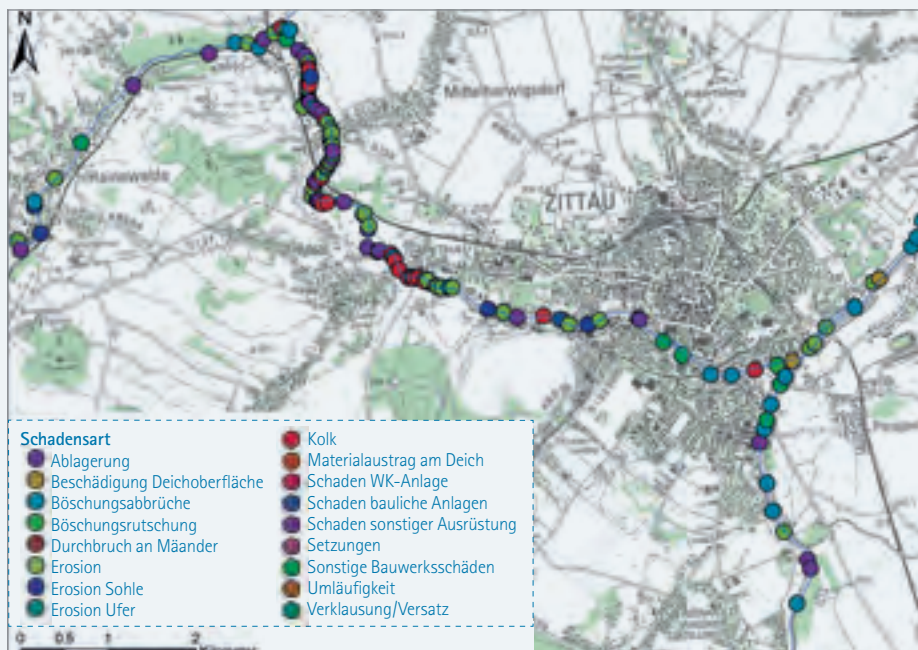 N
Mittelherwigsdorf
Hainewalde
ZITTAU
Schadensart
Ablagerung
Beschädigung Deichoberfläche
Böschungsabbrüche
Böschungsrutschung
Durchbruch an Mäander
Erosion
Erosion Sohle
Erosion Ufer
Kolk
Materialaustrag am Deich
Schaden WK-Anlage
Schaden bauliche Anlagen
Schaden sonstiger Ausrüstung
Setzungen
Sonstige Bauwerksschäden
Umläufigkeit
Verklausung/Versatz
0 0.5 1 2